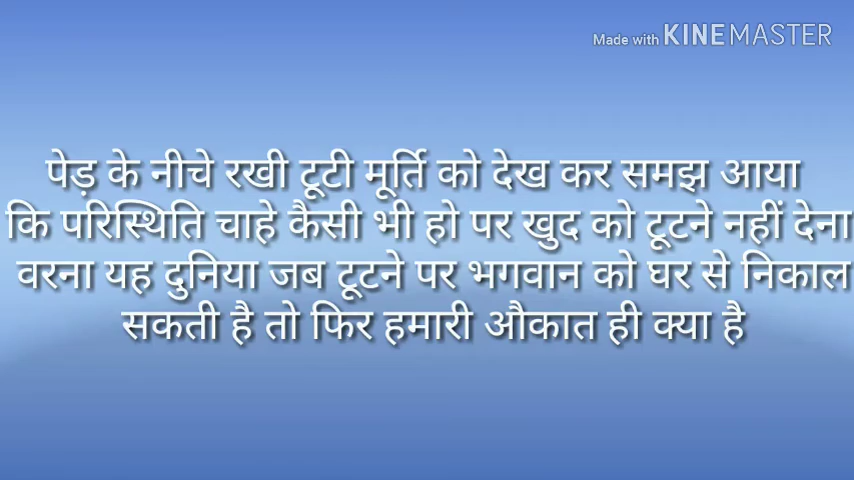 Made with KINEMASTER
पेड़ के नीचे रखी टूटी मूर्ति को देख कर समझ आया
कि परिस्थिति चाहे कैसी भी हो पर खुद को टूटने नहीं देना
वरना यह दुनिया जब टूटने पर भगवान को घर से निकाल
सकती है तो फिर हमारी औकात ही क्या है